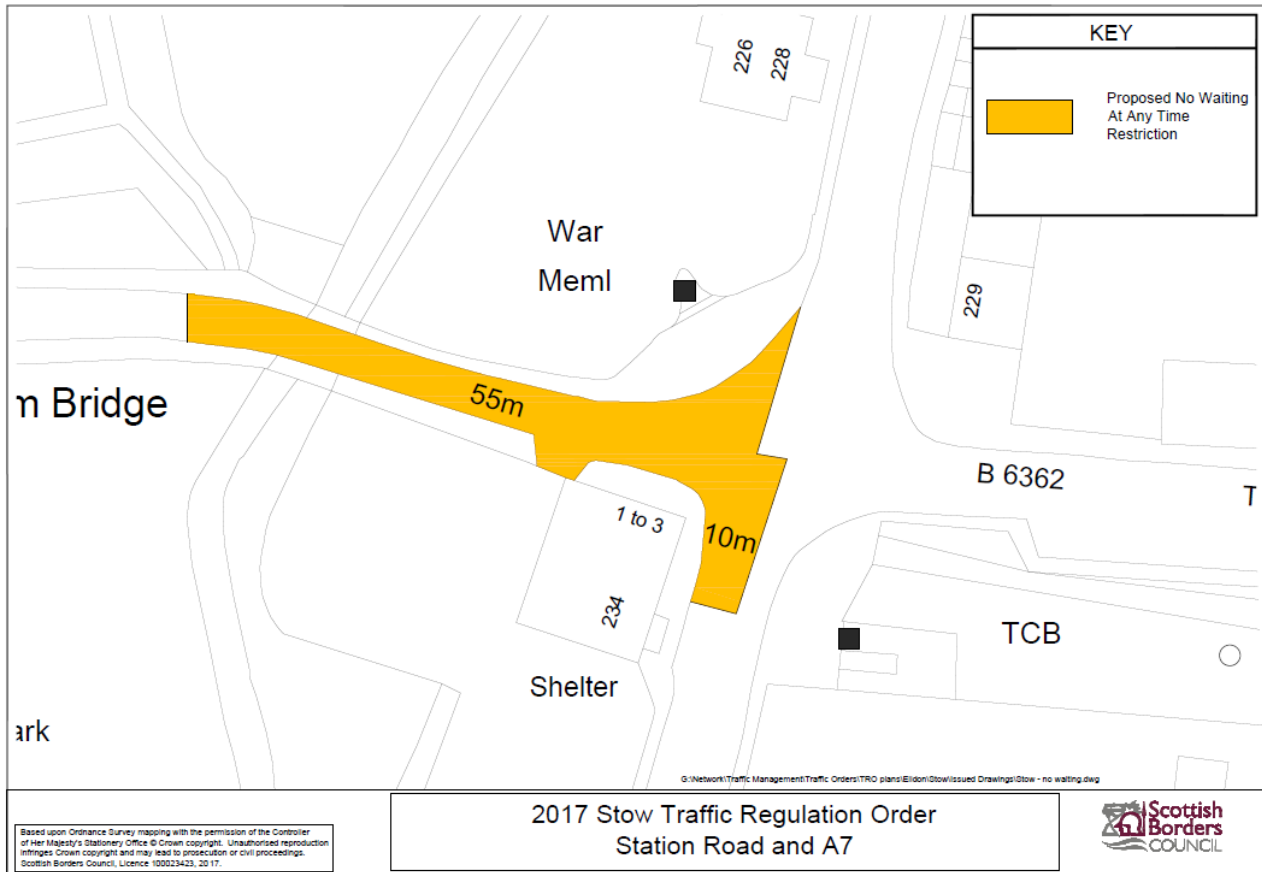 KEY
Proposed No Waiting
At Any Time
Restriction
226
228
War
Meml
229
55m
m Bridge
B 6362
T
1 to 3
10m
234
TCB
Shelter
ark
G:\Network\Traffic Management\Traffic Orders\TRO plans\Eildon\Stow\Issued Drawings\Stow - no waiting.dwg
Based upon Ordnance Survey mapping with the permission of the Controller
of Her Majesty's Stationery Office © Crown copyright. Unauthorised reproduction
infringes Crown copyright and may lead to prosecution or civil proceedings.
Scottish Borders Council, Licence 100023423, 2017.
2017 Stow Traffic Regulation Order
Station Road and A7
Scottish
Borders
COUNCIL